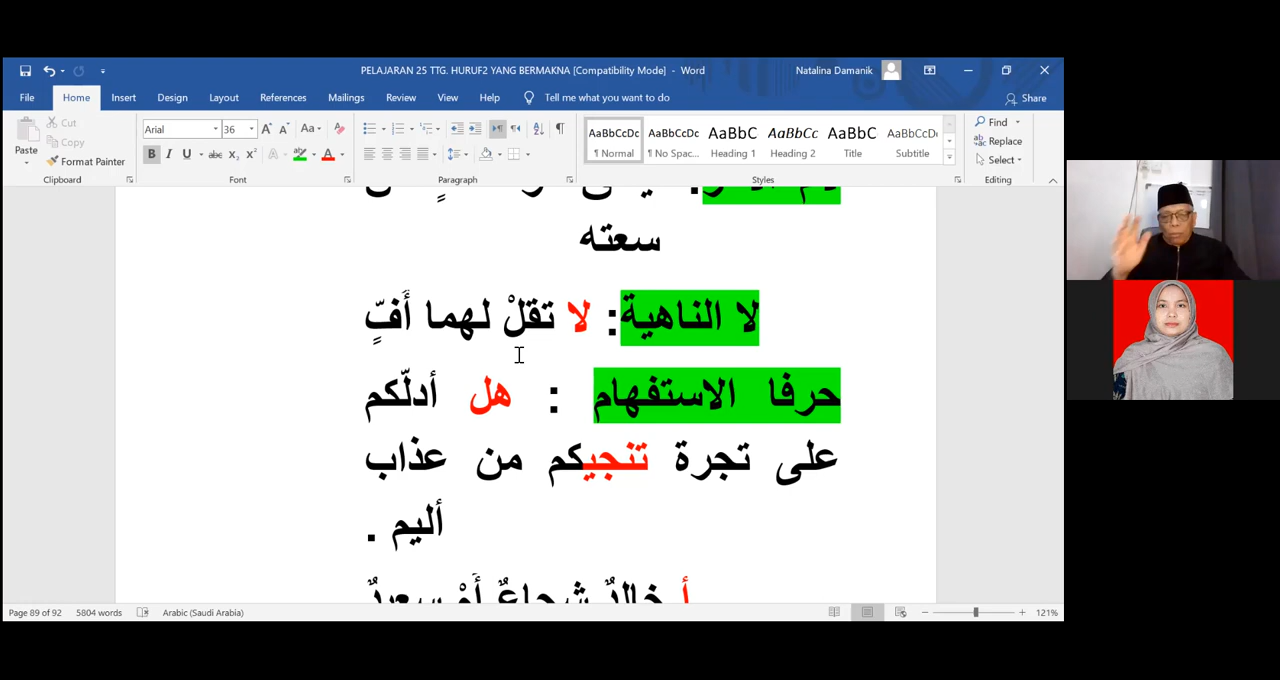 PELAJARAN 25 TTG. HURUF2 YANG BERMAKNA [Compatibility Mode] - Word
Natalina Damanik
File Home Insert Design Layout References Mailings Review View Help Tell me what you want to do Share
Paste
Cut
Copy
Format Painter
Clipboard
Arial 36
Font
Paragraph
AaBbCcDc AaBbCcDc AaBbC AaBbCc AaBbC AaBbCcDi
¶ Normal ¶ No Spac... Heading 1 Heading 2 Title Subtitle
Styles
Find
Replace
Select
Editing
سعته
لا الناهية: لا تقلْ لهما أَفٍّ
حرفا الاستفهام : هل أدلّكم
على تجرة تنجيكم من عذاب
أليم .
أ خالدٌ شجاعٌ أَمْ سعيدٌ
Page 89 of 92 5804 words Arabic (Saudi Arabia) 121%